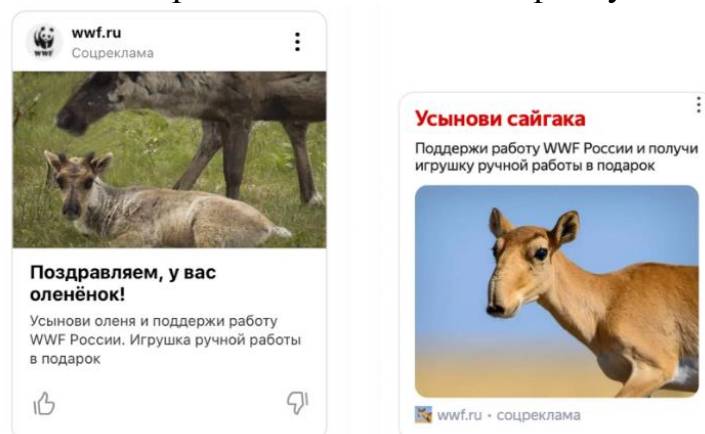 wwf.ru
Соцреклама
WWF
Поздравляем, у вас
оленёнок!
Усынови оленя и поддержи работу
WWF России. Игрушка ручной работы
в подарок
Усынови сайгака
Поддержи работу WWF России и получи
игрушку ручной работы в подарок
wwf.ru • соцреклама